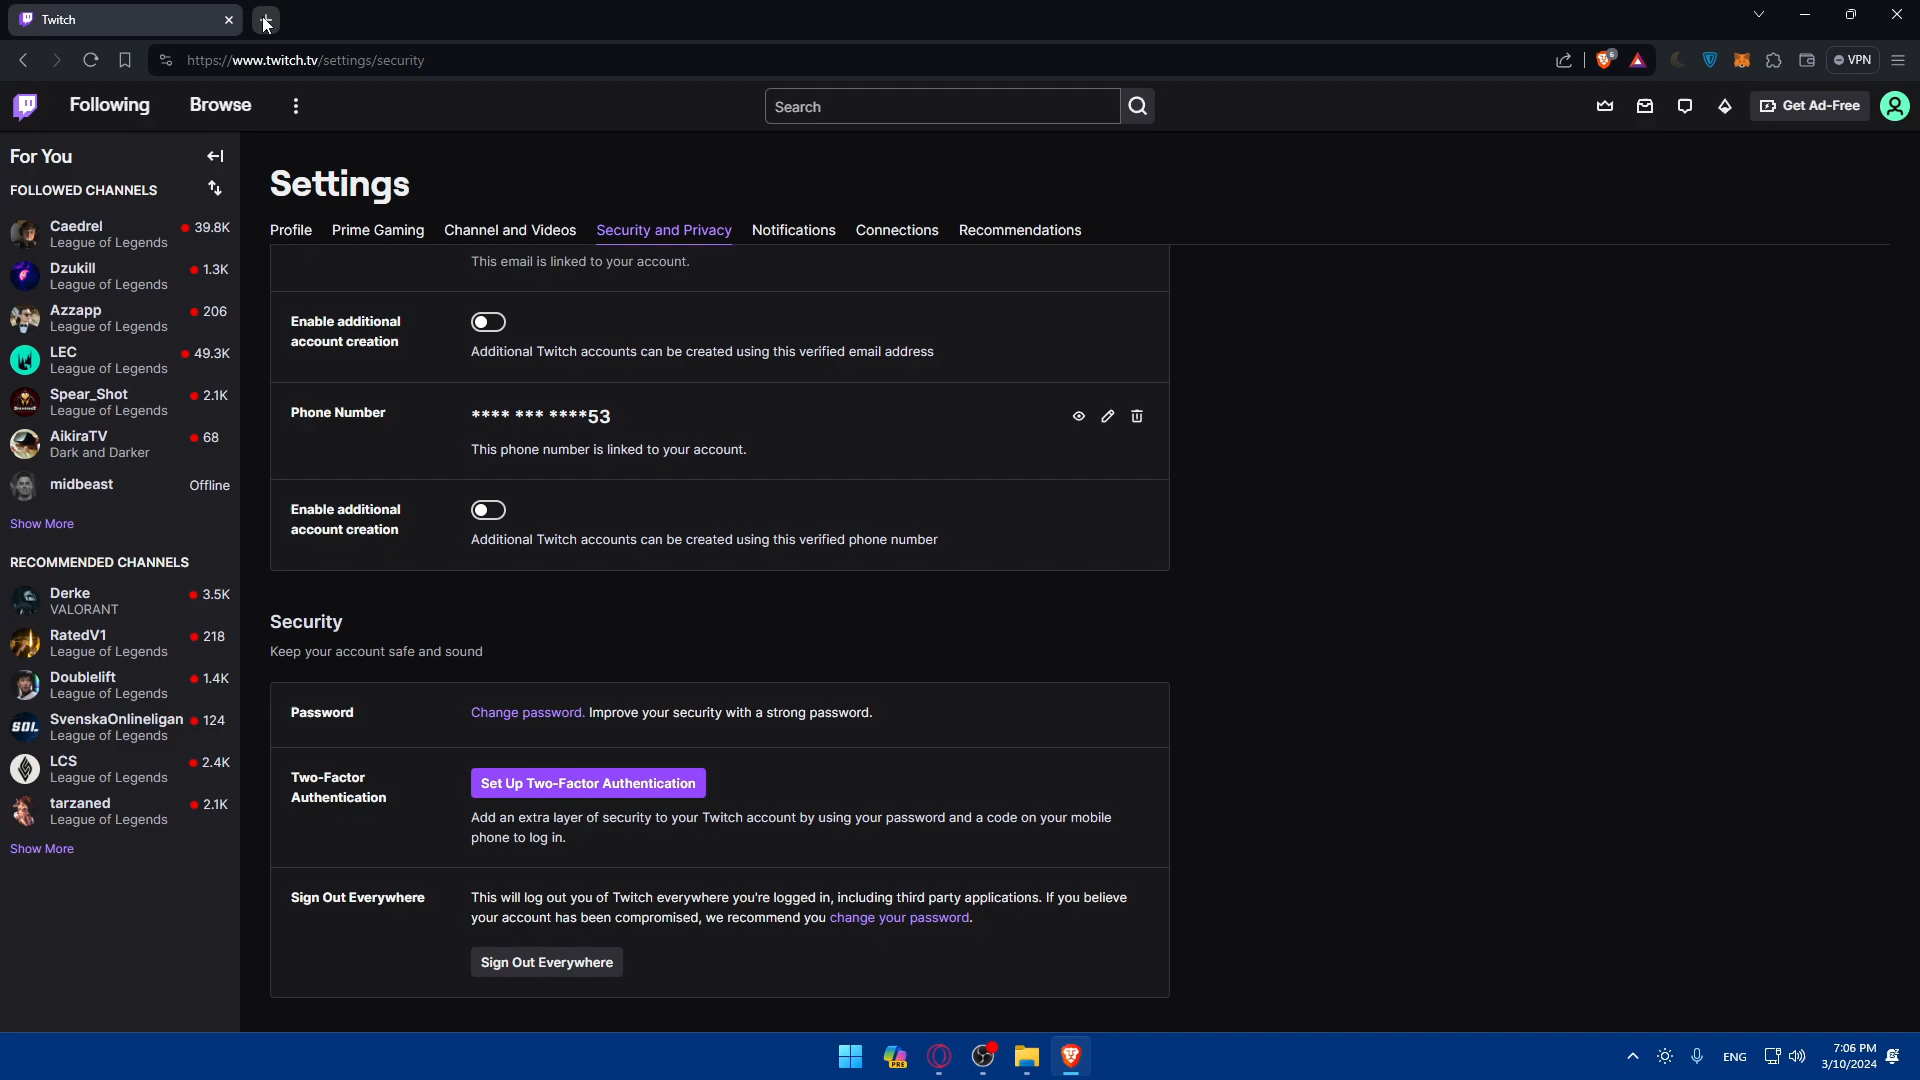 Twitch
https://www.twitch.tv/settings/security
VPN
Following
Browse
Search
Get Ad-Free
For You
FOLLOWED CHANNELS
Caedrel
39.8K
League of Legends
Dzukill
1.3K
League of Legends
Azzapp
206
League of Legends
LEC
49.3K
League of Legends
Spear_Shot
2.1K
League of Legends
AikiraTV
68
Dark and Darker
midbeast
Offline
Show More
RECOMMENDED CHANNELS
Derke
3.5K
VALORANT
RatedV1
218
League of Legends
Doublelift
1.4K
League of Legends
SvenskaOnlineligan
124
League of Legends
LCS
2.4K
League of Legends
tarzaned
2.1K
League of Legends
Show More
Settings
Profile Prime Gaming Channel and Videos Security and Privacy Notifications Connections Recommendations
This email is linked to your account.
Enable additional
account creation
Additional Twitch accounts can be created using this verified email address
Phone Number
**** *** ****53
This phone number is linked to your account.
Enable additional
account creation
Additional Twitch accounts can be created using this verified phone number
Security
Keep your account safe and sound
Password
Change password. Improve your security with a strong password.
Two-Factor
Authentication
Set Up Two-Factor Authentication
Add an extra layer of security to your Twitch account by using your password and a code on your mobile
phone to log in.
Sign Out Everywhere
This will log out you of Twitch everywhere you're logged in, including third party applications. If you believe
your account has been compromised, we recommend you change your password.
Sign Out Everywhere
PRE
ENG
7:06 PM
3/10/2024